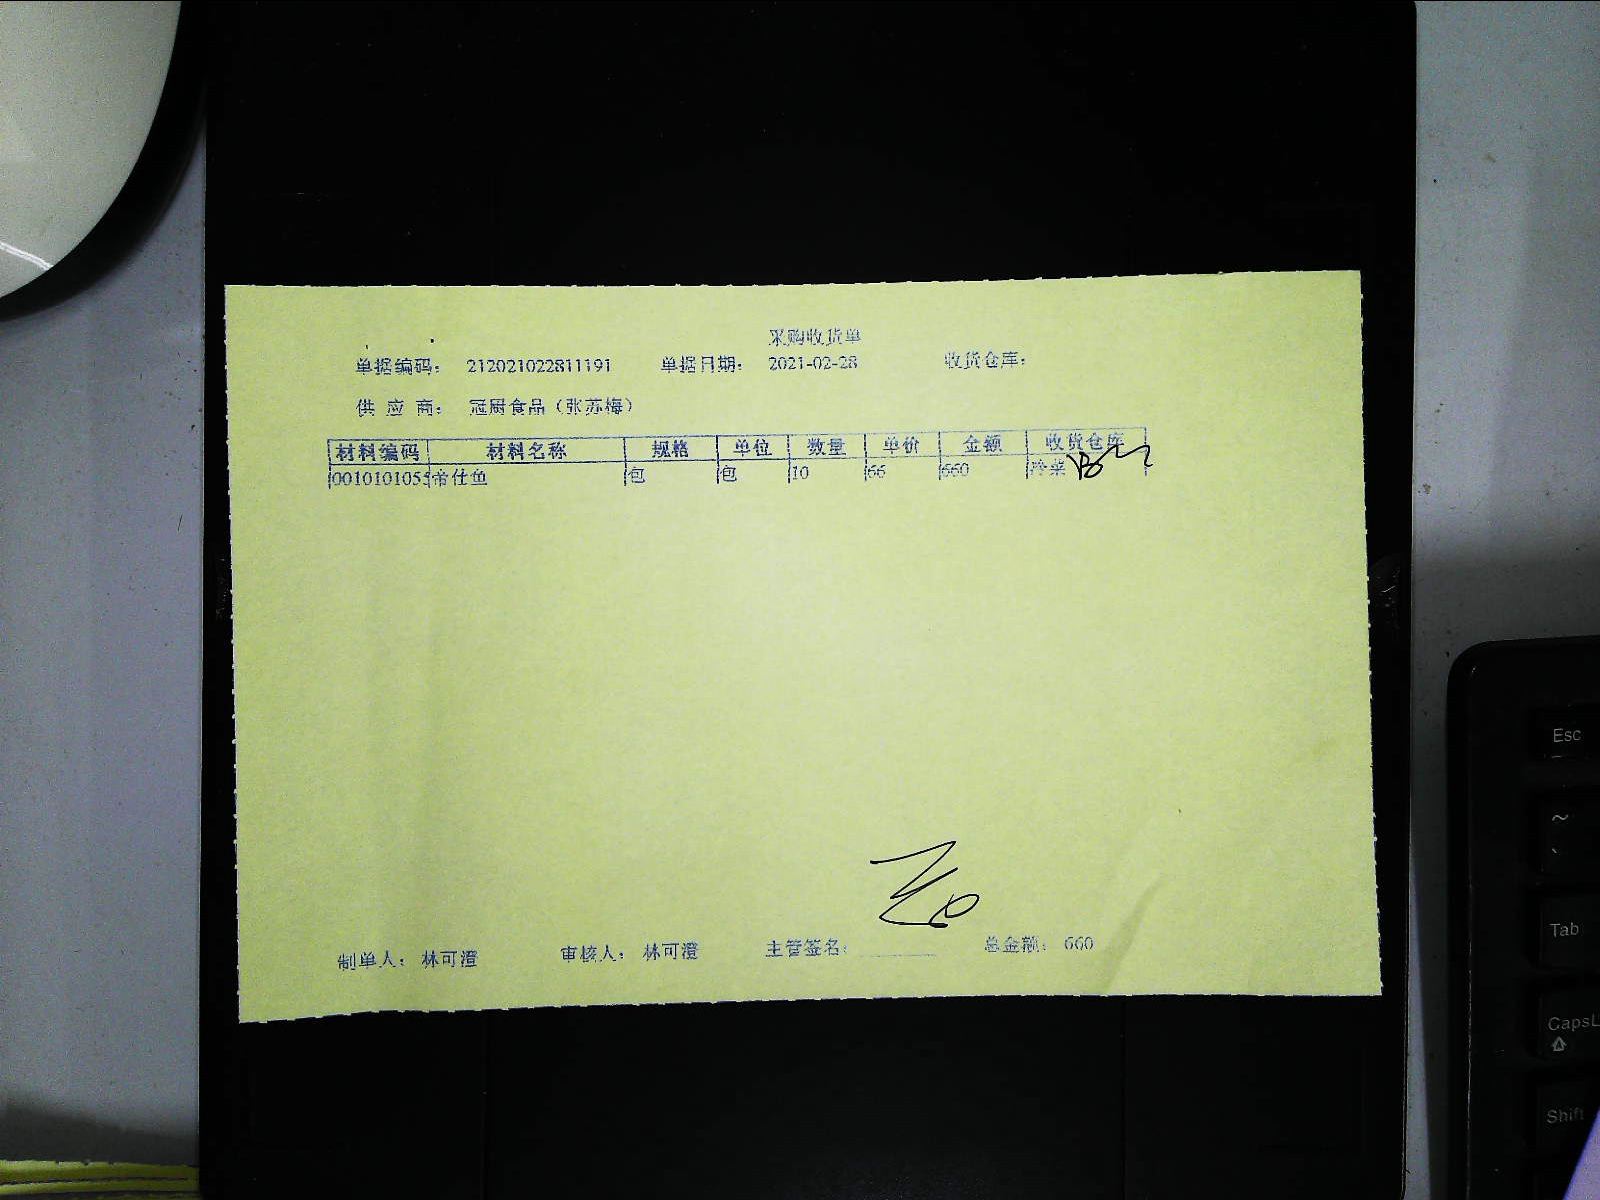 采购收货单
单据编码： 212021022811191 单据日期： 2021-02-28 收货仓库：
供 应 商： 冠厨食品（张苏梅）
材料编码 材料名称 规格 单位 数量 单价 金额 收货仓库
0010101055 帝仕鱼 包 包 10 66 660 冷菜
制单人： 林可澄 审核人： 林可澄 主管签名： 总金额： 660
Esc
~
Tab
CapsL
Shift